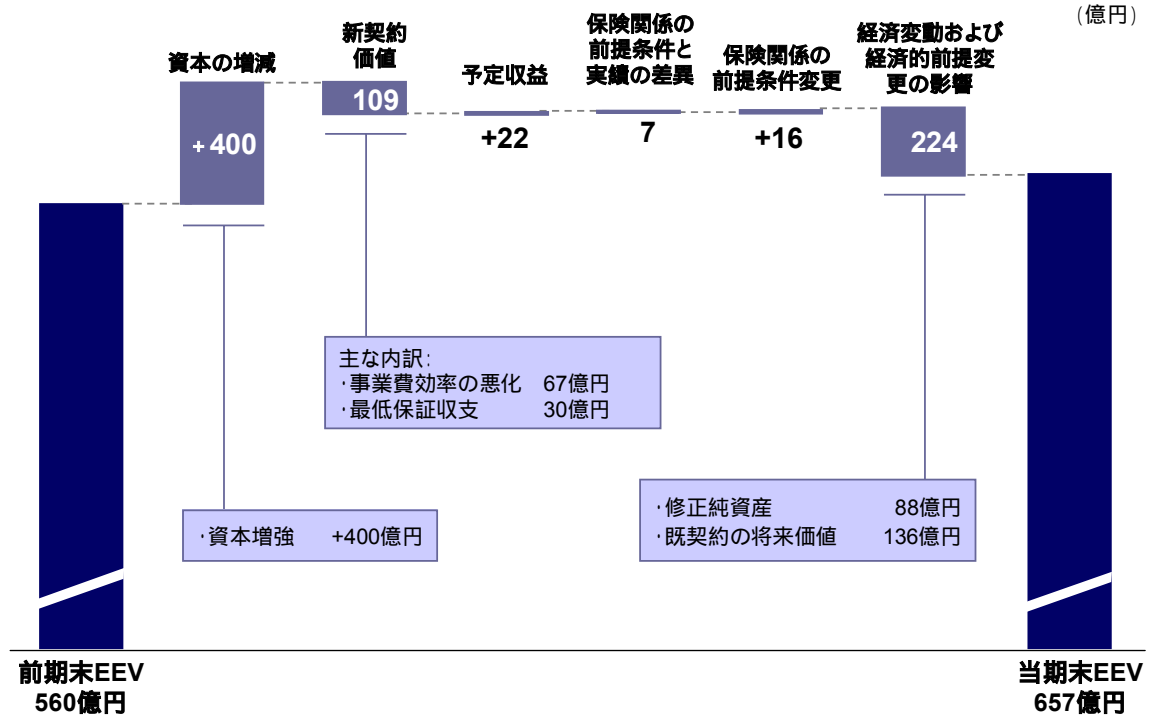 (億円)
資本の増減
+400
新契約
価値
109
予定収益
+22
保険関係の
前提条件と
実績の差異
7
保険関係の
前提条件変更
+16
経済変動および
経済的前提変
更の影響
224
主な内訳:
·事業費効率の悪化 67億円
·最低保証収支 30億円
·資本増強 +400億円
·修正純資産 88億円
·既契約の将来価値 136億円
前期末EEV
560億円
当期末EEV
657億円